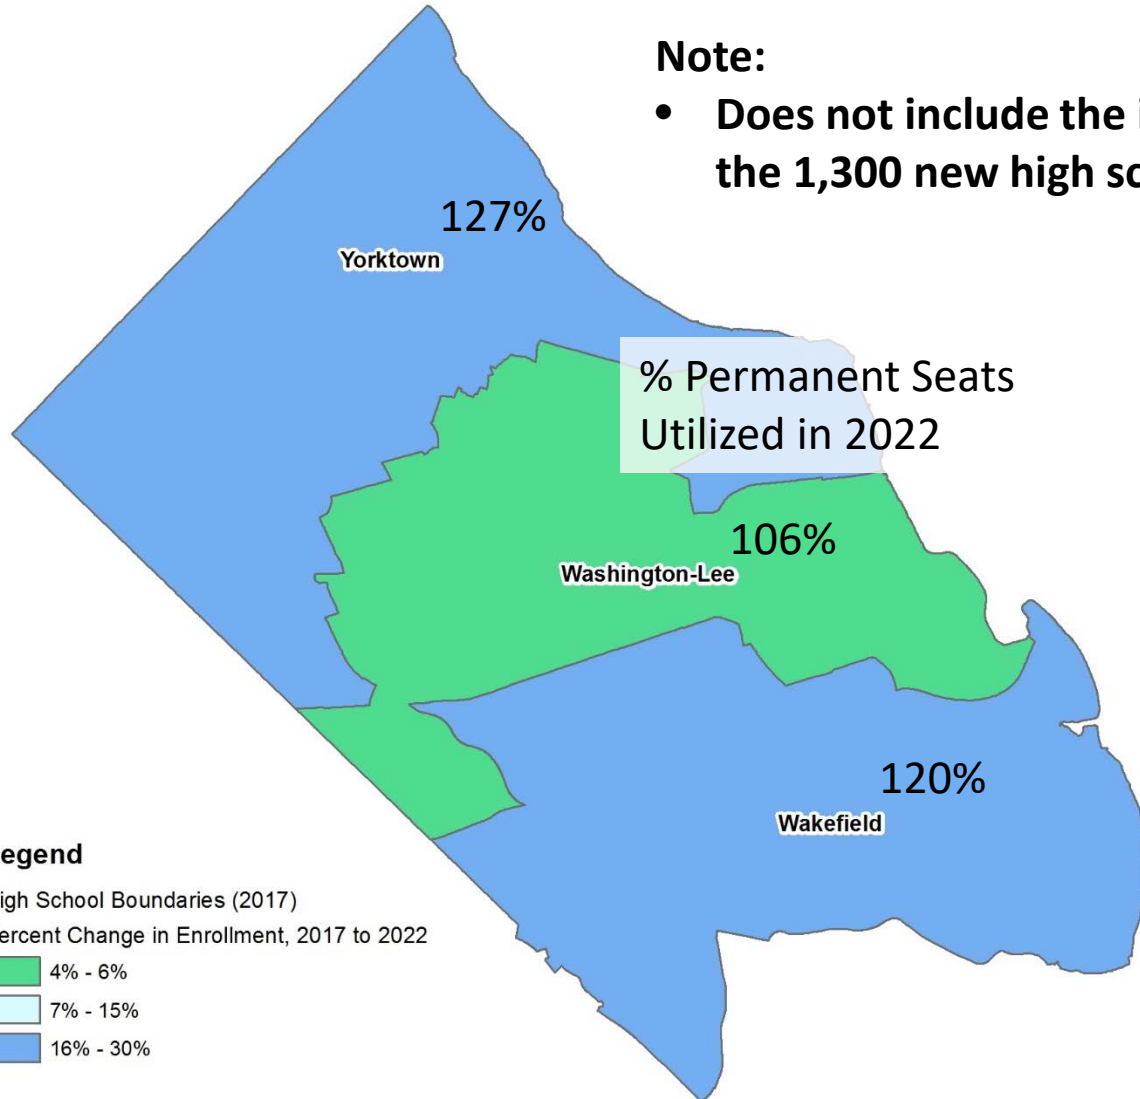 Note:
• Does not include the
the 1,300 new high
127%
Yorktown
% Permanent Seats
Utilized in 2022
106%
Washington-Lee
120%
Wakefield
egend
igh School Boundaries (2017)
ercent Change in Enrollment, 2017 to 2022
4% - 6%
7% - 15%
16% - 30%